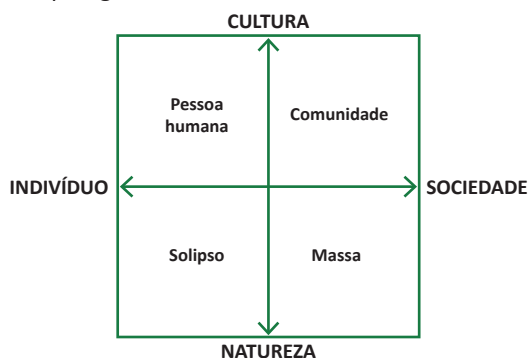 CULTURA
Pessoa
humana
Comunidade
INDIVÍDUO
SOCIEDADE
Solipso
Massa
NATUREZA